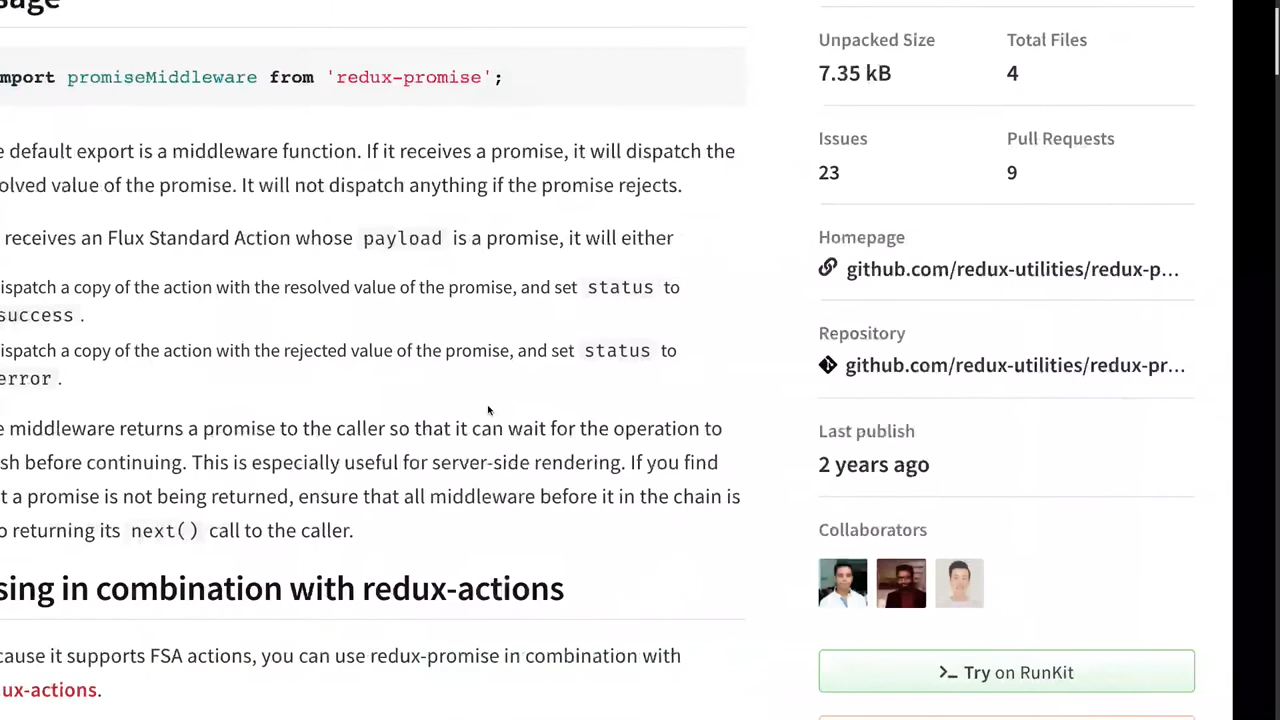 sage
mport promiseMiddleware from 'redux-promise';
e default export is a middleware function. If it receives a promise, it will dispatch the
olved value of the promise. It will not dispatch anything if the promise rejects.
receives an Flux Standard Action whose payload is a promise, it will either
ispatch a copy of the action with the resolved value of the promise, and set status to
success .
ispatch a copy of the action with the rejected value of the promise, and set status to
error .
e middleware returns a promise to the caller so that it can wait for the operation to
sh before continuing. This is especially useful for server-side rendering. If you find
t a promise is not being returned, ensure that all middleware before it in the chain is
o returning its next() call to the caller.
sing in combination with redux-actions
cause it supports FSA actions, you can use redux-promise in combination with
ux-actions.
Unpacked Size
7.35 kB
Total Files
4
Issues
23
Pull Requests
9
Homepage
github.com/redux-utilities/redux-p...
Repository
github.com/redux-utilities/redux-pr...
Last publish
2 years ago
Collaborators
Try on RunKit